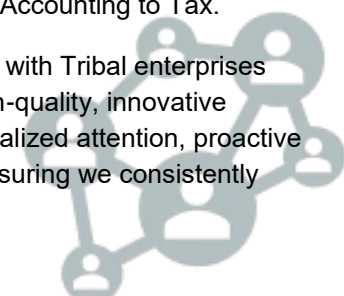 Accounting to Tax.
with Tribal enterprises
-quality, innovative
alized attention, proactive
suring we consistently